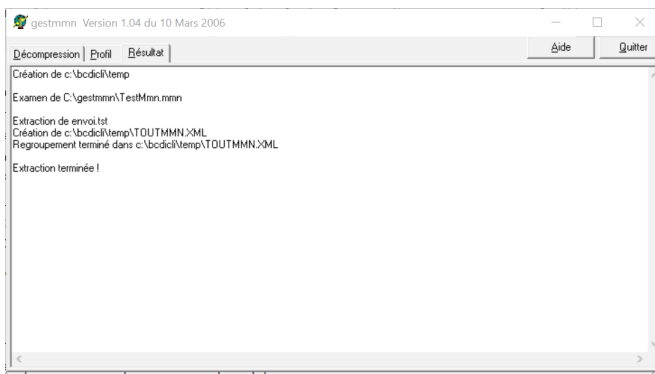 gestmmn Version 1.04 du 10 Mars 2006
Décompression Profil Résultat Aide Quitter
Création de c:\bcdicli\temp
Examen de C:\gestmmn\TestMmn.mmn
Extraction de envoi.tst
Création de c:\bcdicli\temp\TOUTMMN.XML
Regroupement terminé dans c:\bcdicli\temp\TOUTMMN.XML
Extraction terminée !